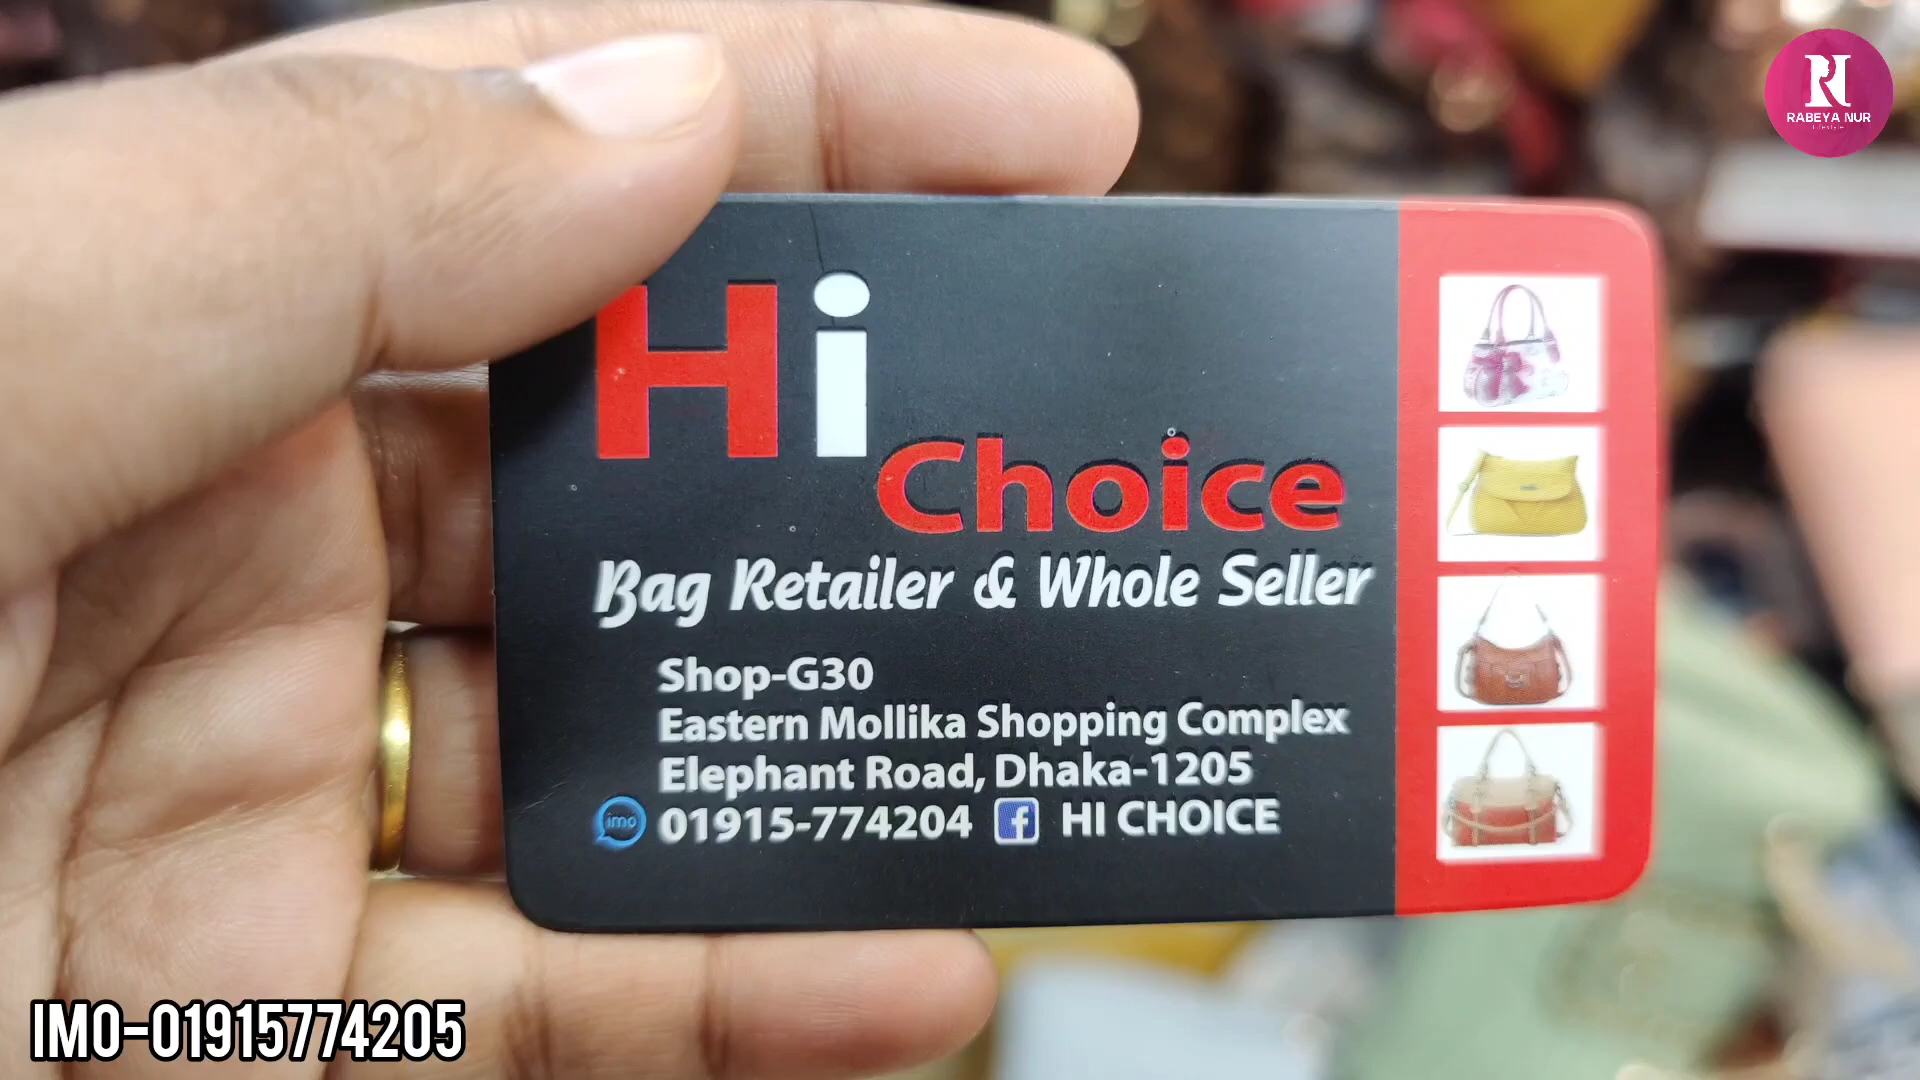 RABEYA NUR
Lifestyle
Hi
Choice
Bag Retailer & Whole Seller
Shop-G30
Eastern Mollika Shopping Complex
Elephant Road, Dhaka-1205
imo 01915-774204 f HI CHOICE
IMO-01915774205